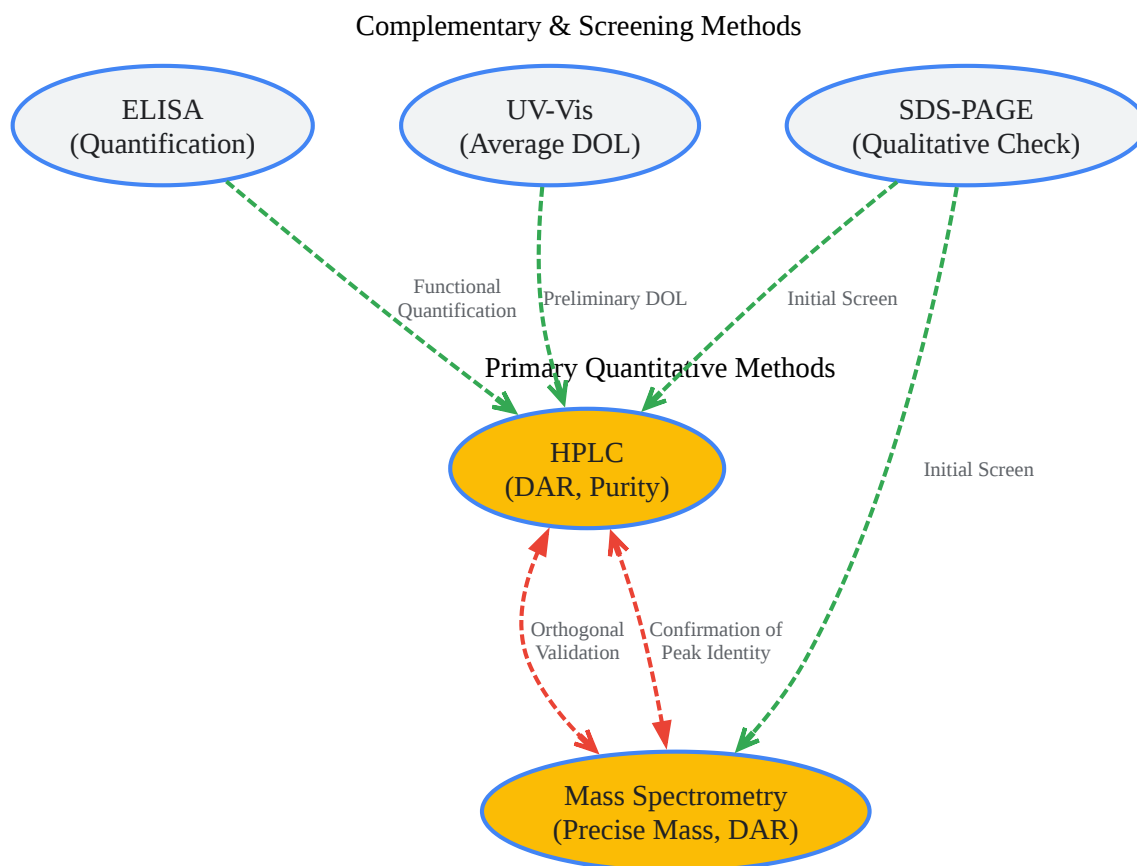 Complementary & Screening Methods
ELISA
(Quantification)
UV-Vis
(Average DOL)
SDS-PAGE
(Qualitative Check)
Functional
Quantification
Preliminary DOL
Initial Screen
Primary Quantitative Methods
HPLC
(DAR, Purity)
Initial Screen
Orthogonal
Validation
Confirmation of
Peak Identity
Mass Spectrometry
(Precise Mass, DAR)